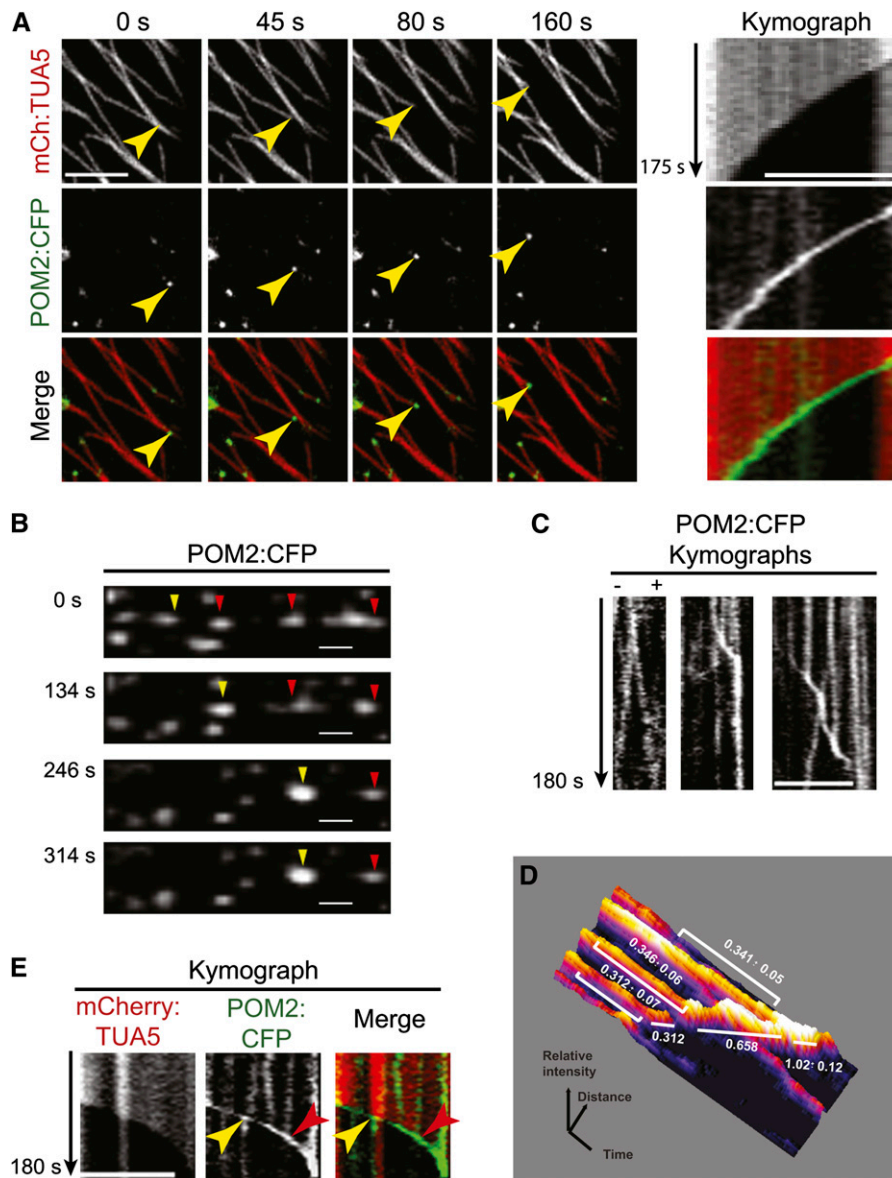 A
0 s 45 s 80 s 160 s Kymograph
mCh:TUA5
175 s
POM2:CFP
Merge
B
POM2:CFP
0 s
134 s
246 s
314 s
C
POM2:CFP
Kymographs
- +
180 s
D
0.341: 0.05
0.346: 0.06
0.312: 0.07
0.312
0.658
1.02: 0.12
Relative
intensity
Distance
Time
E
Kymograph
mCherry:
TUA5
POM2:
CFP
Merge
180 s